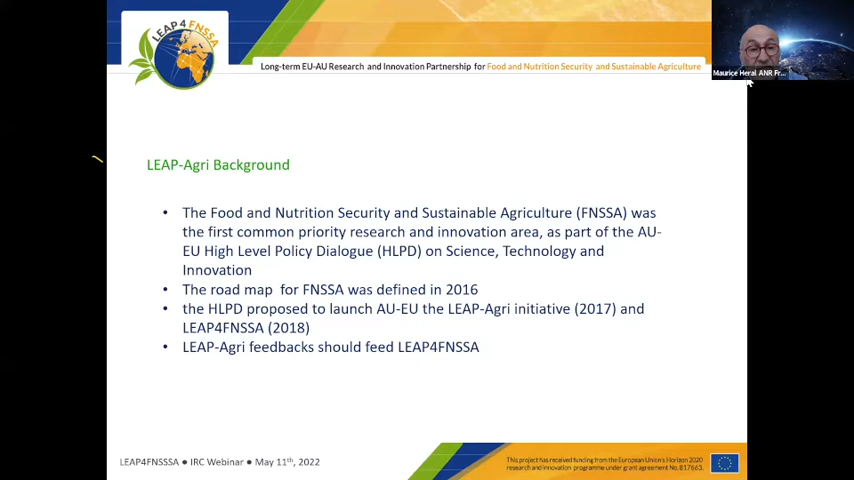 LEAP 4 FNSSA
Long-term EU-AU Research and Innovation Partnership for Food and Nutrition Security and Sustainable Agriculture
Maurice Heral ANR Fr...
LEAP-Agri Background
• The Food and Nutrition Security and Sustainable Agriculture (FNSSA) was
the first common priority research and innovation area, as part of the AU-
EU High Level Policy Dialogue (HLPD) on Science, Technology and
Innovation
• The road map for FNSSA was defined in 2016
• the HLPD proposed to launch AU-EU the LEAP-Agri initiative (2017) and
LEAP4FNSSA (2018)
• LEAP-Agri feedbacks should feed LEAP4FNSSA
LEAP4FNSSSA ● IRC Webinar ● May 11th, 2022
This project has received funding from the European Union's Horizon 2020
research and innovation programme under grant agreement No. 817663.